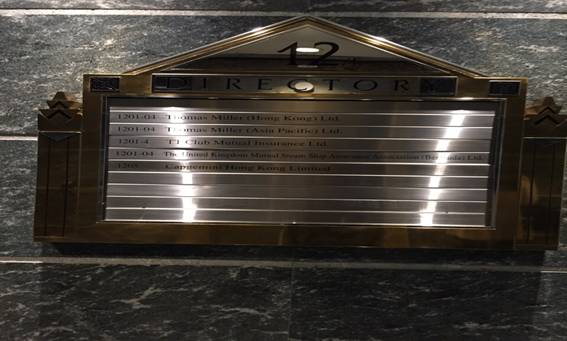 12
DIRECTORY
1201-04 Thomas Miller (Hong Kong) Ltd.
1201-04 Thomas Miller (Asia Pacific) Ltd.
1201-4 TT Club Mutual Insurance Ltd.
1201-04 The United Kingdom Mutual Steam Ship Assurance Association (Bermuda) Ltd.
Capgemini Hong Kong Limited